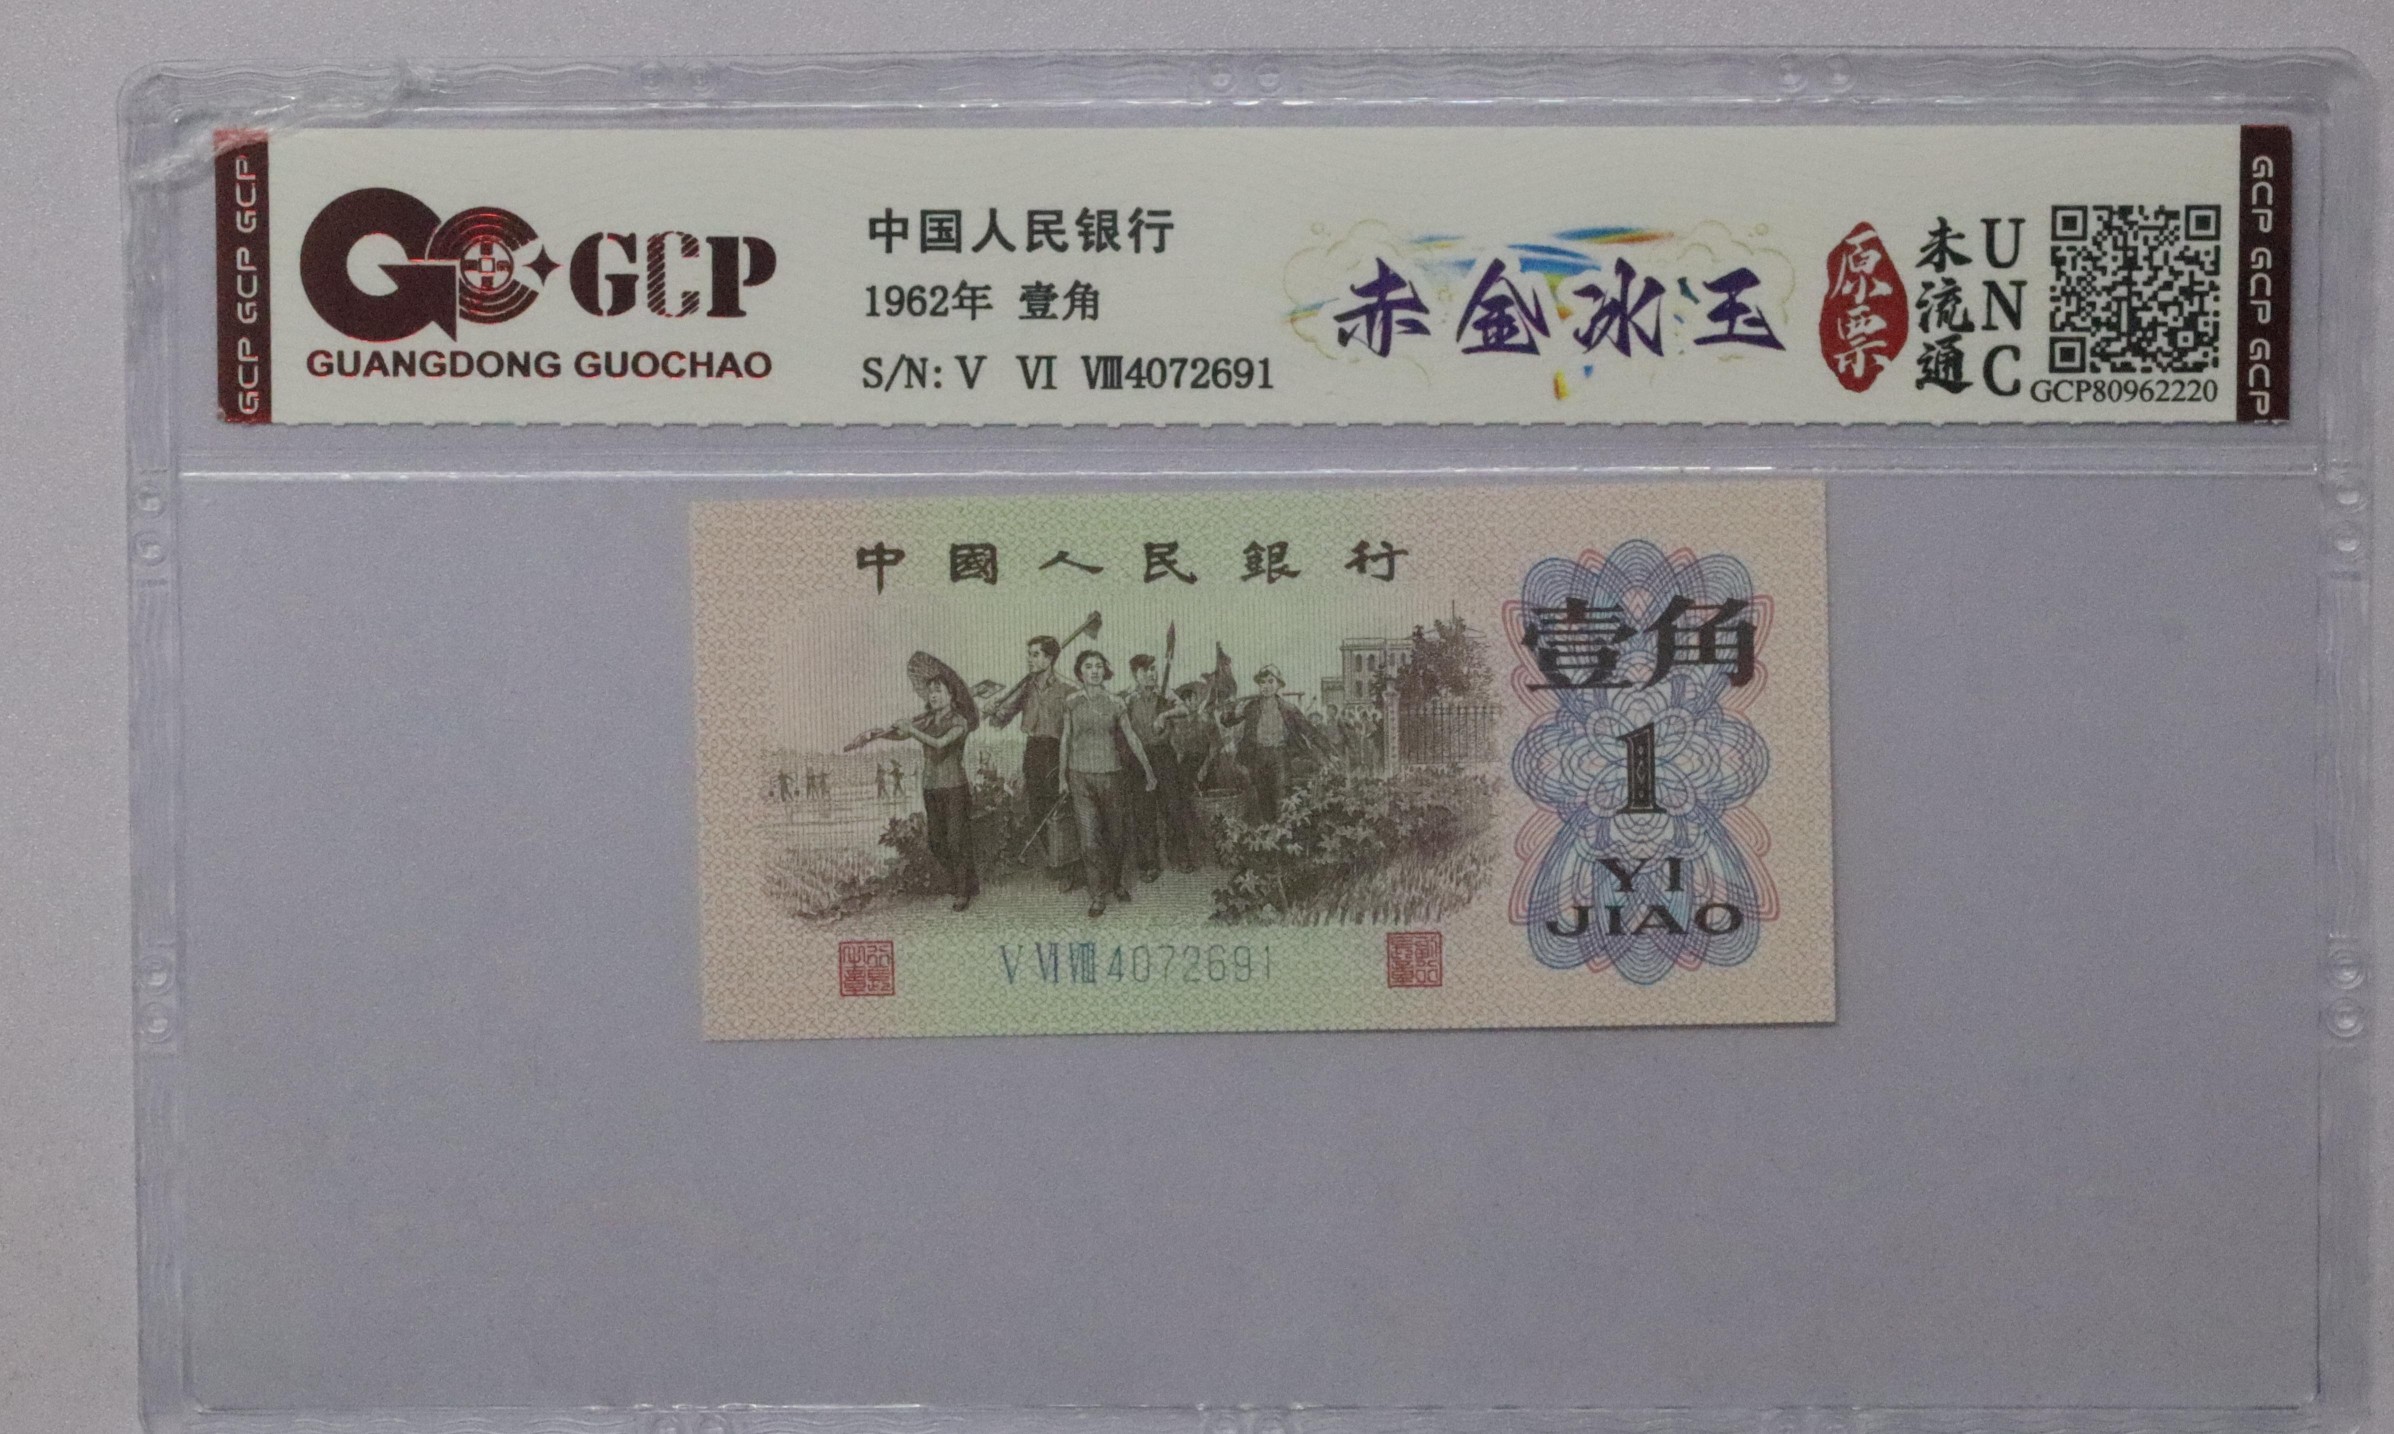 GCP GCP GCP
GCP
GUANGDONG GUOCHAO
中国人民银行
1962年 壹角
S/N: V VI VIII4072691
赤金冰玉
原票
未流通
UNC
GCP80962220
GCP GCP GCP
中國人民銀行
壹角
1
YI
JIAO
V VI VIII 4072691